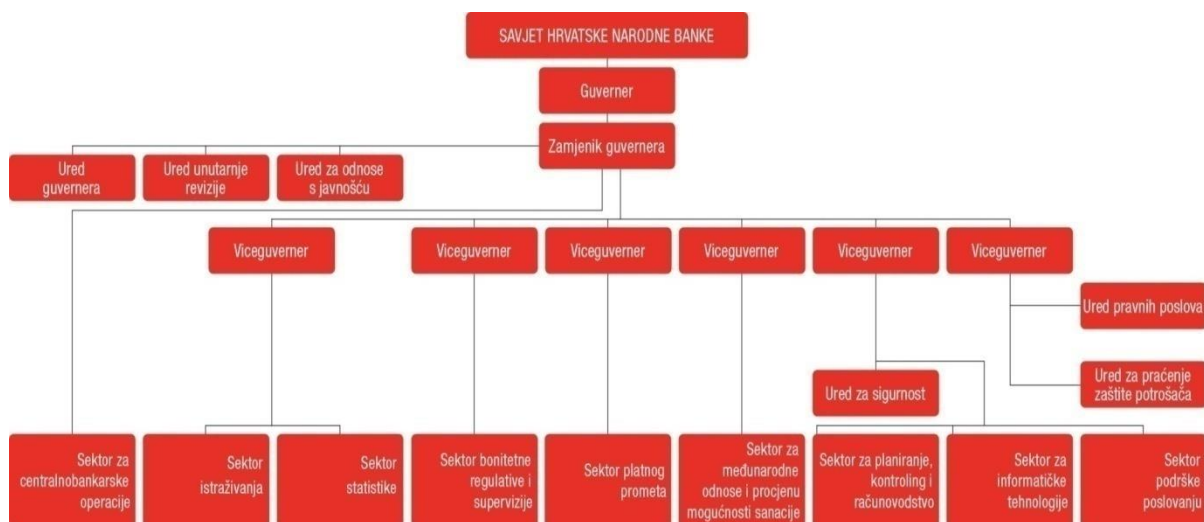 SAVJET HRVATSKE NARODNE BANKE
Guverner
Zamjenik guvernera
Ured
guvernera
Ured unutarnje
revizije
Ured za odnose
s javnošću
Viceguverner
Viceguverner
Viceguverner
Viceguverner
Viceguverner
Viceguverner
Ured pravnih poslova
Ured za praćenje
zaštite potrošača
Ured za sigurnost
Sektor za
centralnobankarske
operacije
Sektor
istraživanja
Sektor
statistike
Sektor bonitetne
regulative i
supervizije
Sektor platnog
prometa
Sektor za
međunarodne
odnose i procjenu
mogućnosti sanacije
Sektor za planiranje,
kontroling i
računovodstvo
Sektor za
informatičke
tehnologije
Sektor
podrške
poslovanju